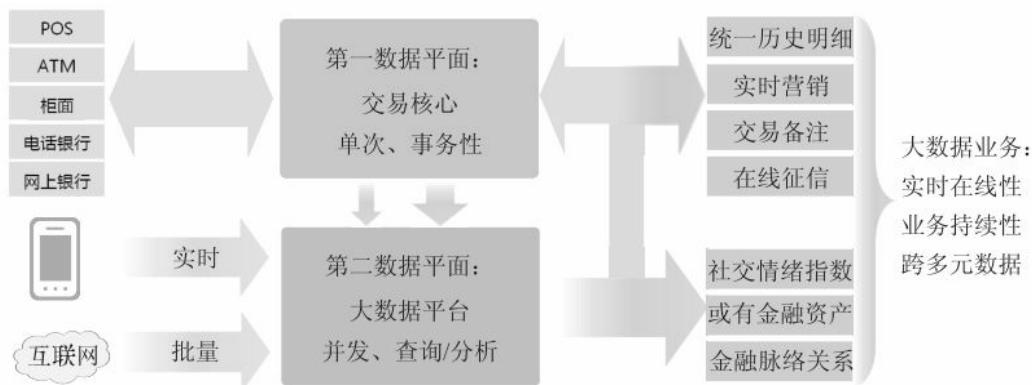 POS
ATM
柜面
电话银行
网上银行
实时
互联网
批量
第一数据平面：
交易核心
单次、事务性
第二数据平面：
大数据平台
并发、查询/分析
统一历史明细
实时营销
交易备注
在线征信
社交情绪指数
或有金融资产
金融脉络关系
大数据业务：
实时在线性
业务持续性
跨多元数据